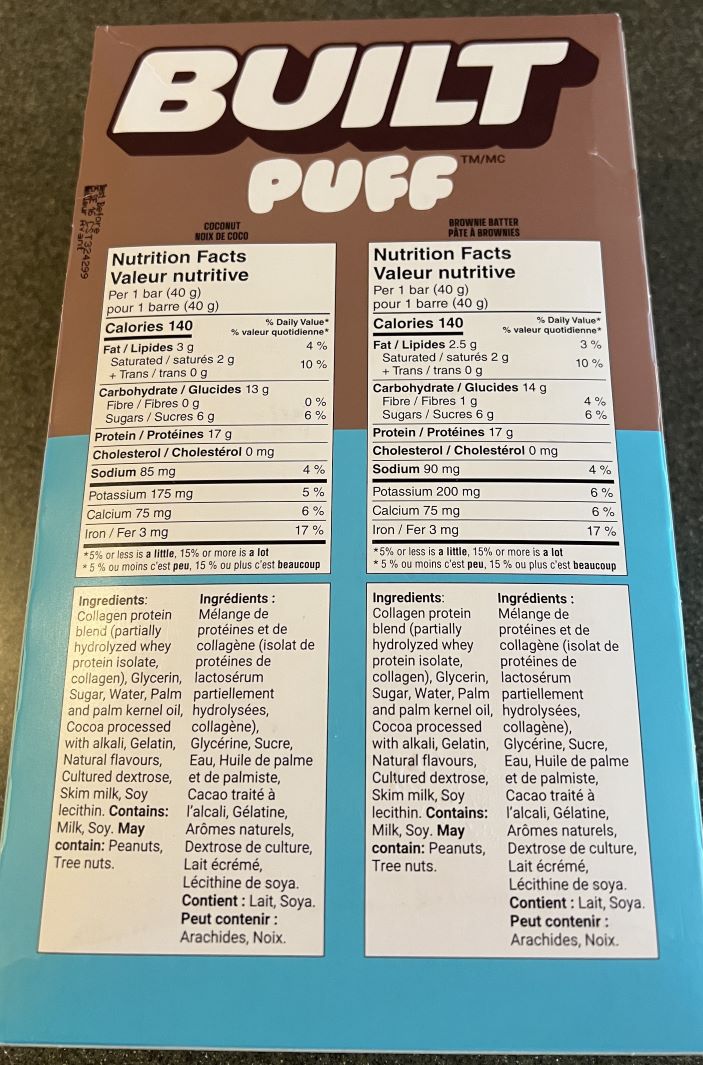 BUILT
PUFF
TM/MC
COCONUT
NOIX DE COCO
Nutrition Facts
Valeur nutritive
Per 1 bar (40 g)
pour 1 barre (40 g)
Calories 140
% Daily Value*
% valeur quotidienne*
Fat / Lipides 3 g 4 %
Saturated / saturés 2 g
+ Trans / trans 0 g 10 %
Carbohydrate / Glucides 13 g
Fibre / Fibres 0 g 0 %
Sugars / Sucres 6 g 6 %
Protein / Protéines 17 g
Cholesterol / Cholestérol 0 mg
Sodium 85 mg 4 %
Potassium 175 mg 5 %
Calcium 75 mg 6 %
Iron / Fer 3 mg 17 %
*5% or less is a little, 15% or more is a lot
* 5 % ou moins c'est peu, 15 % ou plus c'est beaucoup
Ingredients:
Collagen protein
blend (partially
hydrolyzed whey
protein isolate,
collagen), Glycerin,
Sugar, Water, Palm
and palm kernel oil,
Cocoa processed
with alkali, Gelatin,
Natural flavours,
Cultured dextrose,
Skim milk, Soy
lecithin. Contains:
Milk, Soy. May
contain: Peanuts,
Tree nuts.
Ingrédients :
Mélange de
protéines et de
collagène (isolat de
protéines de
lactosérum
partiellement
hydrolysées,
collagène),
Glycérine, Sucre,
Eau, Huile de palme
et de palmiste,
Cacao traité à
l'alcali, Gélatine,
Arômes naturels,
Dextrose de culture,
Lait écrémé,
Lécithine de soya.
Contient : Lait, Soya.
Peut contenir :
Arachides, Noix.
BROWNIE BATTER
PÂTE À BROWNIES
Nutrition Facts
Valeur nutritive
Per 1 bar (40 g)
pour 1 barre (40 g)
Calories 140
% Daily Value*
% valeur quotidienne*
Fat / Lipides 2.5 g 3 %
Saturated / saturés 2 g
+ Trans / trans 0 g 10 %
Carbohydrate / Glucides 14 g
Fibre / Fibres 1 g 4 %
Sugars / Sucres 6 g 6 %
Protein / Protéines 17 g
Cholesterol / Cholestérol 0 mg
Sodium 90 mg 4 %
Potassium 200 mg 6 %
Calcium 75 mg 6 %
Iron / Fer 3 mg 17 %
*5% or less is a little, 15% or more is a lot
* 5 % ou moins c'est peu, 15 % ou plus c'est beaucoup
Ingredients:
Collagen protein
blend (partially
hydrolyzed whey
protein isolate,
collagen), Glycerin,
Sugar, Water, Palm
and palm kernel oil,
Cocoa processed
with alkali, Gelatin,
Natural flavours,
Cultured dextrose,
Skim milk, Soy
lecithin. Contains:
Milk, Soy. May
contain: Peanuts,
Tree nuts.
Ingrédients :
Mélange de
protéines et de
collagène (isolat de
protéines de
lactosérum
partiellement
hydrolysées,
collagène),
Glycérine, Sucre,
Eau, Huile de palme
et de palmiste,
Cacao traité à
l'alcali, Gélatine,
Arômes naturels,
Dextrose de culture,
Lait écrémé,
Lécithine de soya.
Contient : Lait, Soya.
Peut contenir :
Arachides, Noix.